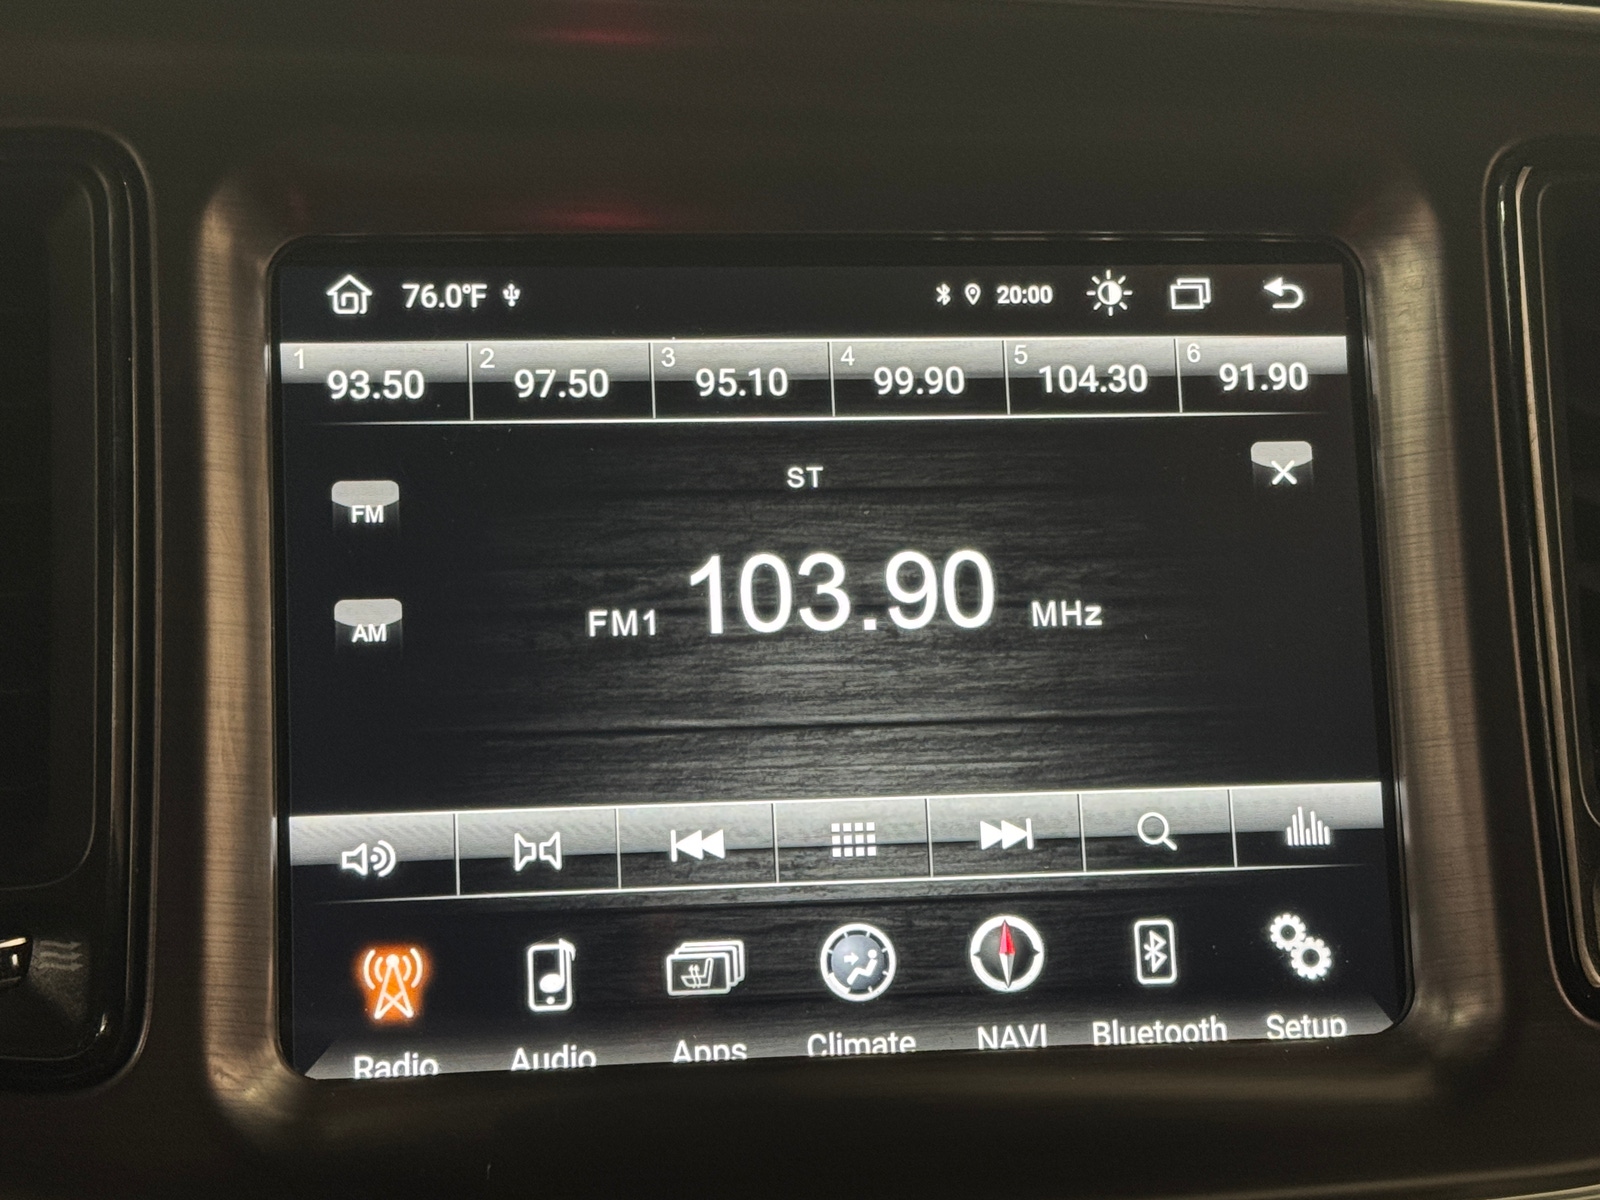 76.0°F 20:00
1 93.50 2 97.50 3 95.10 4 99.90 5 104.30 6 91.90
ST
FM
FM1 103.90 MHz
AM
Radio Audio Apps Climate NAVI Bluetooth Setup